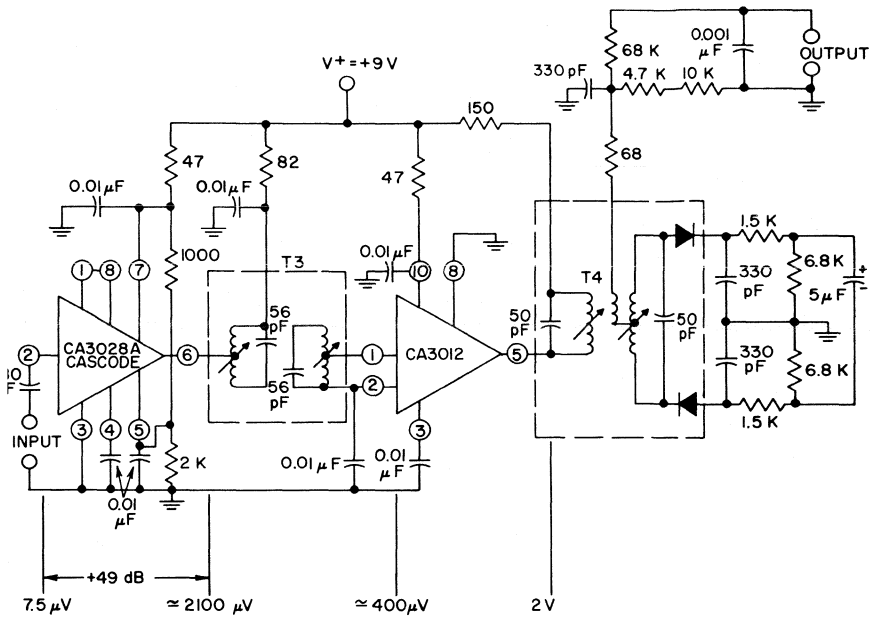 68 K
0.001
μF
OUTPUT
330 pF
4.7 K
10 K
V+ = +9 V
150
68
47
82
47
0.01 μF
0.01 μF
1000
T3
0.01 μF
1
8
7
10
8
T4
1.5 K
6.8 K
5 μF
+
-
56
pF
50
pF
50
pF
330
pF
2
CA3028A
CASCODE
6
1
CA3012
5
56
pF
2
330
pF
6.8 K
INPUT
3
4
5
3
1.5 K
2 K
0.01 μF
0.01
μF
0.01
μF
+49 dB
7.5 μV
≃ 2100 μV
≃ 400 μV
2 V